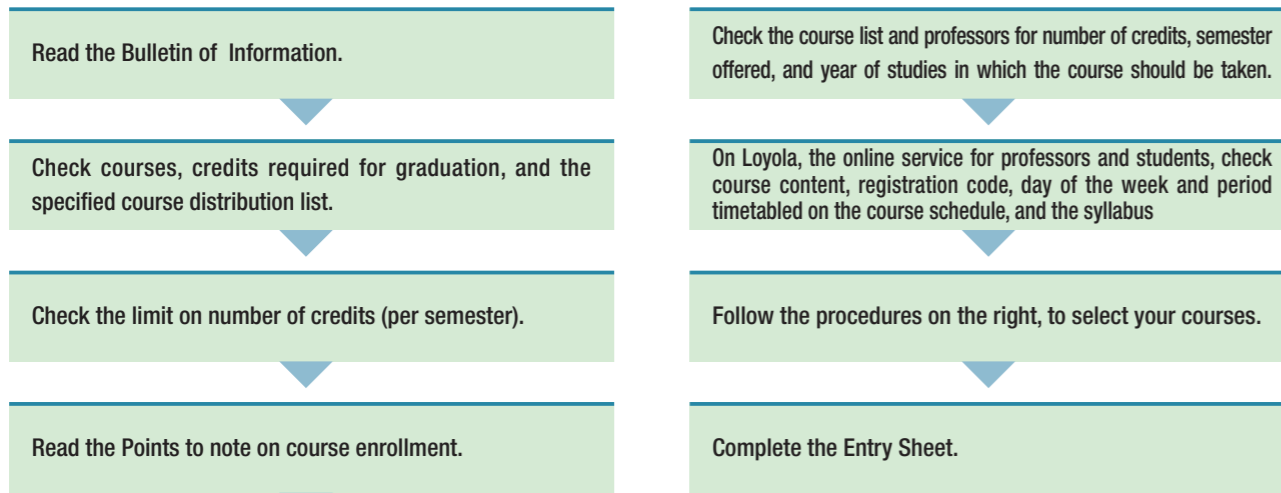 Read the Bulletin of Information.
Check courses, credits required for graduation, and the
specified course distribution list.
Check the limit on number of credits (per semester).
Read the Points to note on course enrollment.
Check the course list and professors for number of credits, semester
offered, and year of studies in which the course should be taken.
On Loyola, the online service for professors and students, check
course content, registration code, day of the week and period
timetabled on the course schedule, and the syllabus
Follow the procedures on the right, to select your courses.
Complete the Entry Sheet.